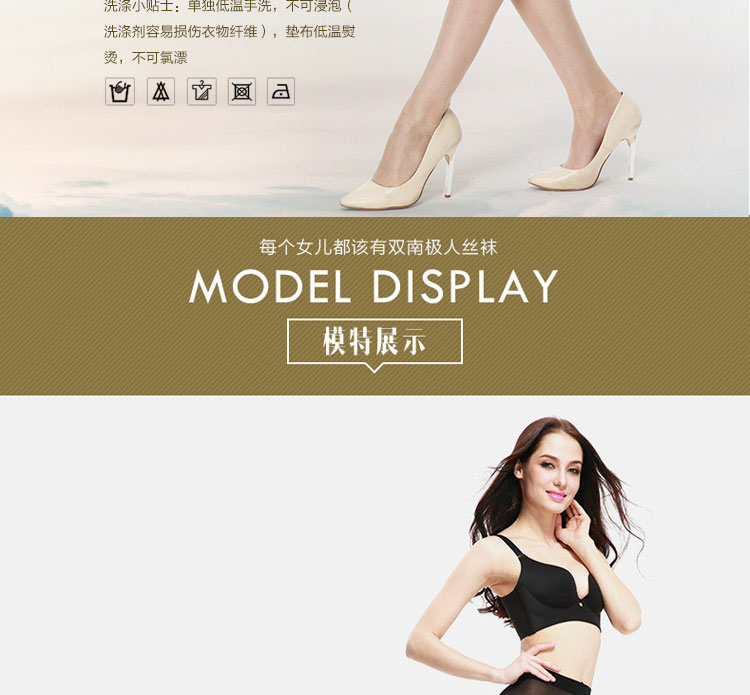 洗涤小贴士：单独低温手洗，不可浸泡（
洗涤剂容易损伤衣物纤维），垫布低温熨
烫，不可氯漂
每个女儿都该有双南极人丝袜
MODEL DISPLAY
模特展示